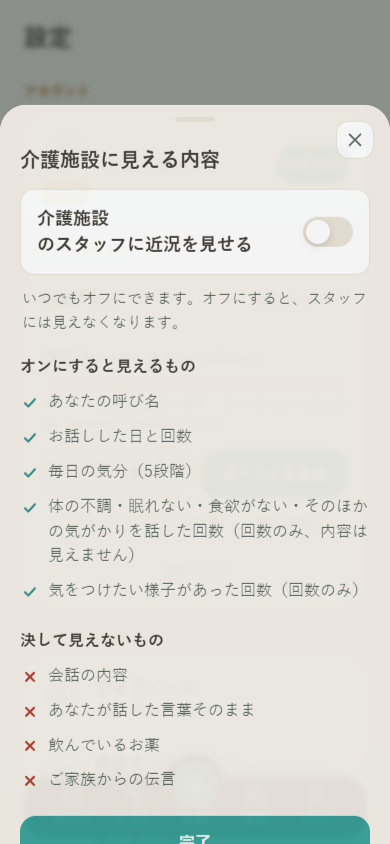 設定
アカウント
介護施設に見える内容
介護施設
のスタッフに近況を見せる
いつでもオフにできます。オフにすると、スタッフ
には見えなくなります。
オンにすると見えるもの
あなたの呼び名
お話しした日と回数
毎日の気分（5段階）
体の不調・眠れない・食欲がない・そのほか
の気がかりを話した回数（回数のみ、内容は
見えません）
気をつけたい様子があった回数（回数のみ）
決して見えないもの
会話の内容
あなたが話した言葉そのまま
飲んでいるお薬
ご家族からの伝言
完了